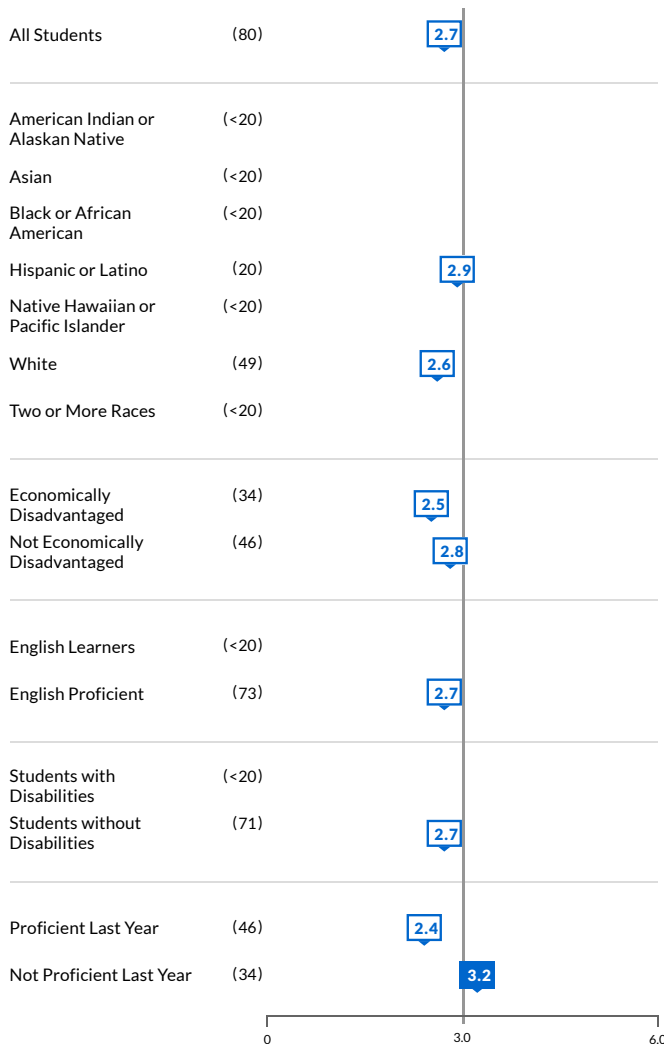 All Students (80) 2.7
American Indian or (<20)
Alaskan Native
Asian (<20)
Black or African (<20)
American
Hispanic or Latino (20) 2.9
Native Hawaiian or (<20)
Pacific Islander
White (49) 2.6
Two or More Races (<20)
Economically (34) 2.5
Disadvantaged
Not Economically (46) 2.8
Disadvantaged
English Learners (<20)
English Proficient (73) 2.7
Students with (<20)
Disabilities
Students without (71) 2.7
Disabilities
Proficient Last Year (46) 2.4
Not Proficient Last Year (34) 3.2
0 3.0 6.0